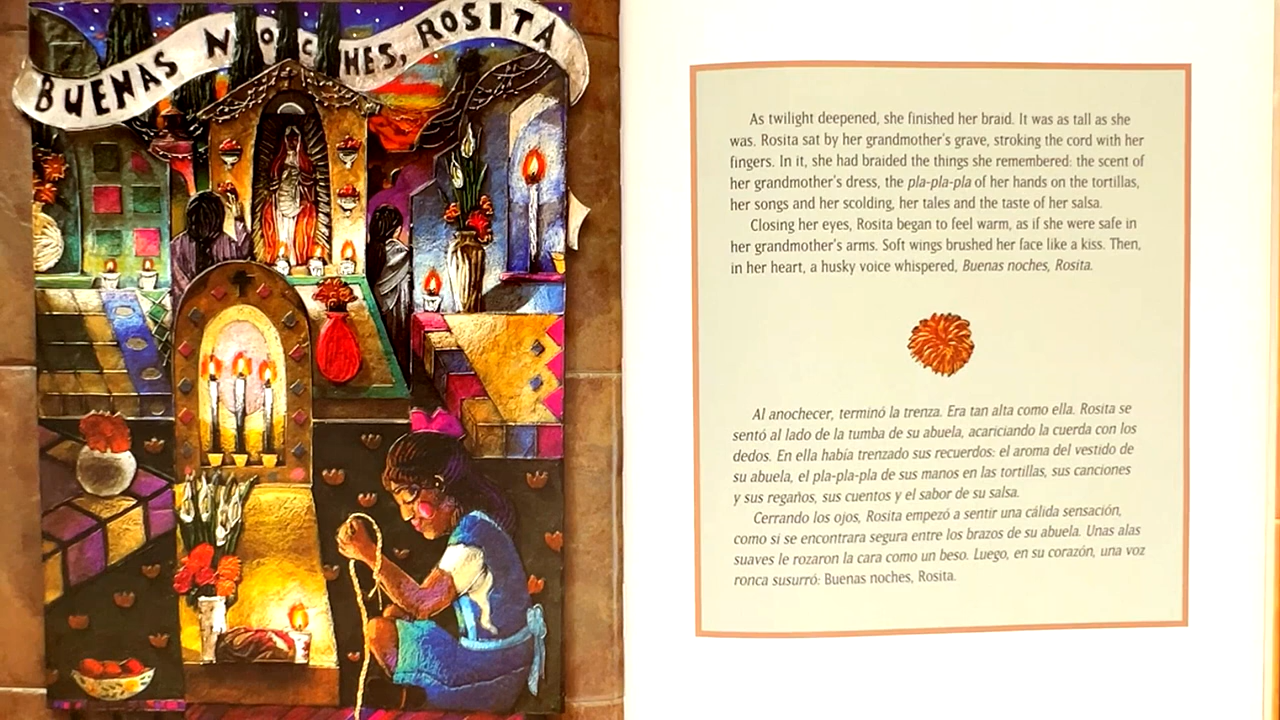 BUENAS NOCHES, ROSITA
As twilight deepened, she finished her braid. It was as tall as she
was. Rosita sat by her grandmother's grave, stroking the cord with her
fingers. In it, she had braided the things she remembered: the scent of
her grandmother's dress, the pla-pla-pla of her hands on the tortillas,
her songs and her scolding, her tales and the taste of her salsa.
Closing her eyes, Rosita began to feel warm, as if she were safe in
her grandmother's arms. Soft wings brushed her face like a kiss. Then,
in her heart, a husky voice whispered, Buenas noches, Rosita.
Al anochecer, terminó la trenza. Era tan alta como ella. Rosita se
sentó al lado de la tumba de su abuela, acariciando la cuerda con los
dedos. En ella había trenzado sus recuerdos: el aroma del vestido de
su abuela, el pla-pla-pla de sus manos en las tortillas, sus canciones
y sus regaños, sus cuentos y el sabor de su salsa.
Cerrando los ojos, Rosita empezó a sentir una cálida sensación,
como si se encontrara segura entre los brazos de su abuela. Unas alas
suaves le rozaron la cara como un beso. Luego, en su corazón, una voz
ronca susurró: Buenas noches, Rosita.